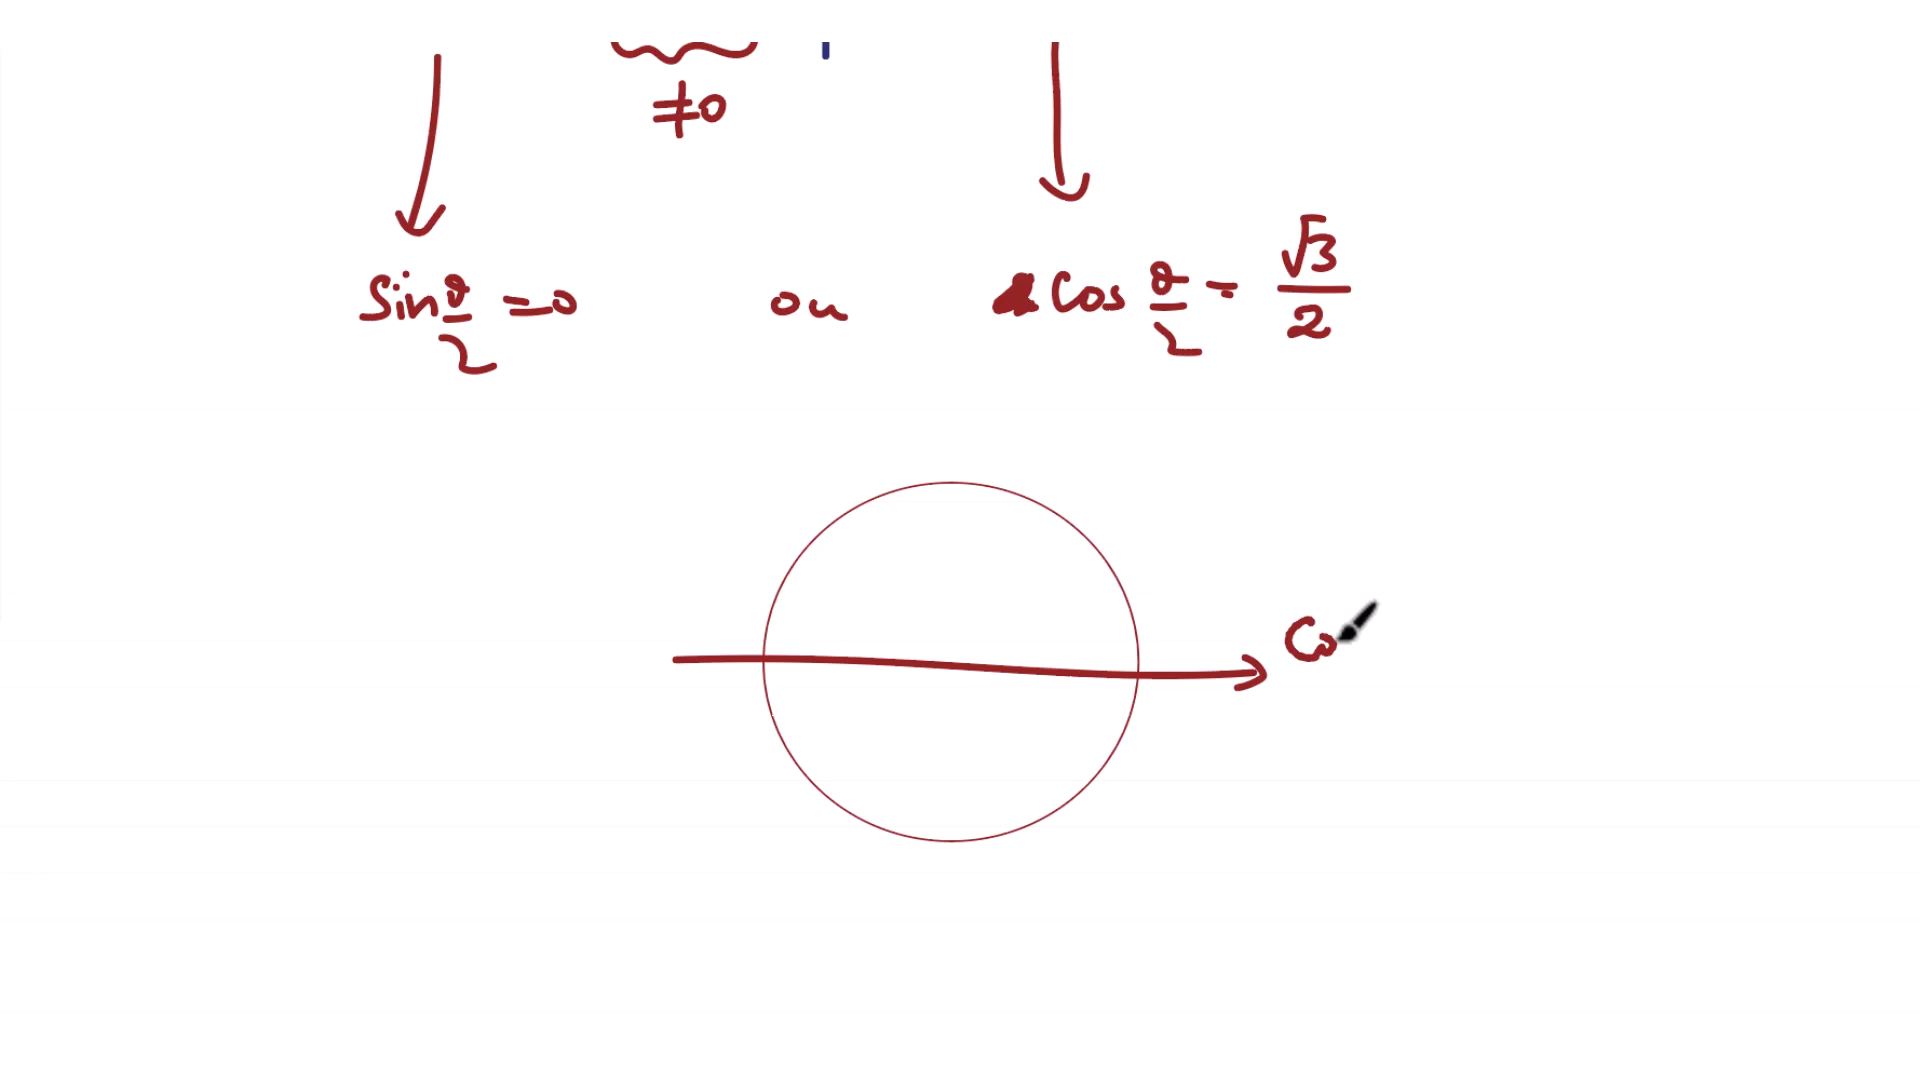 ≠0
Sin θ/2 = 0 ou Cos θ/2 = √3/2
Co